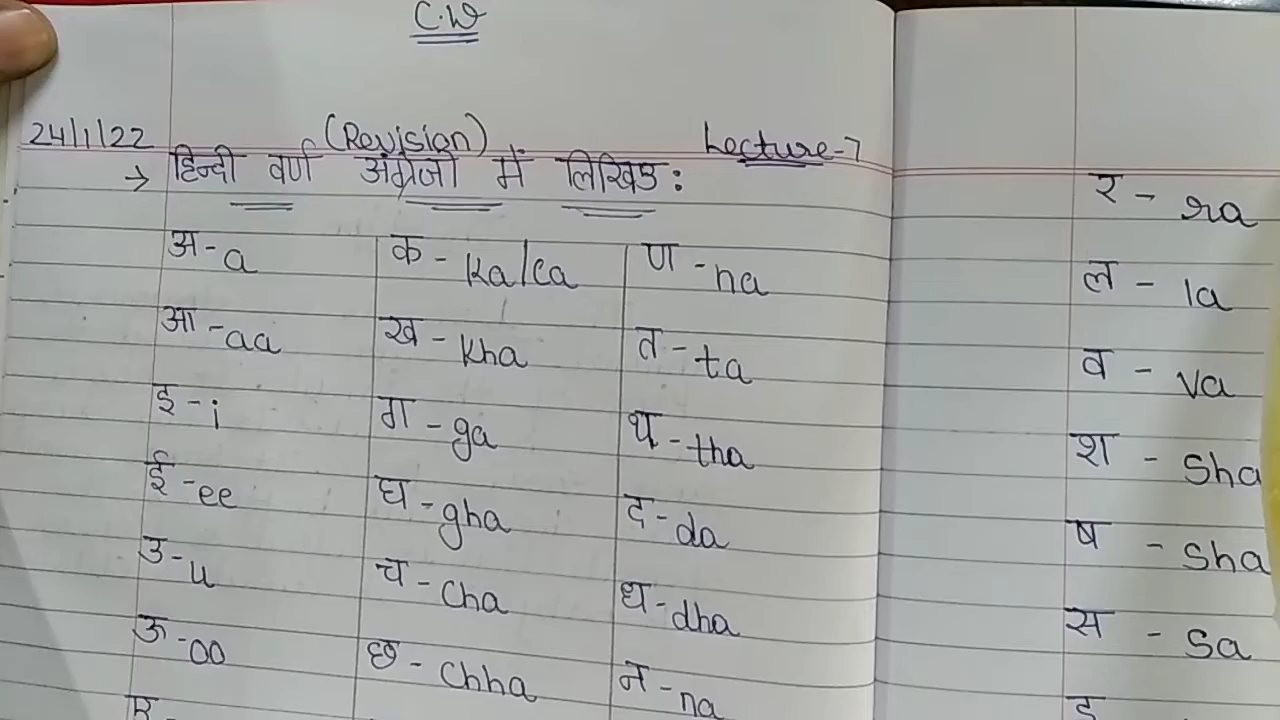 C.W
24/1/22 (Revision) Lecture-7
→ हिन्दी वर्ण अंग्रेजी में लिखिए:
अ-a क-Ka/ca ण-na
आ-aa ख-Kha त-ta
इ-i ग-ga थ-tha
ई-ee घ-gha द-da
उ-u च-Cha ध-dha
ऊ-oo छ-Chha न-na
र-ra
ल-la
व-va
श-Sha
ष-Sha
स-Sa